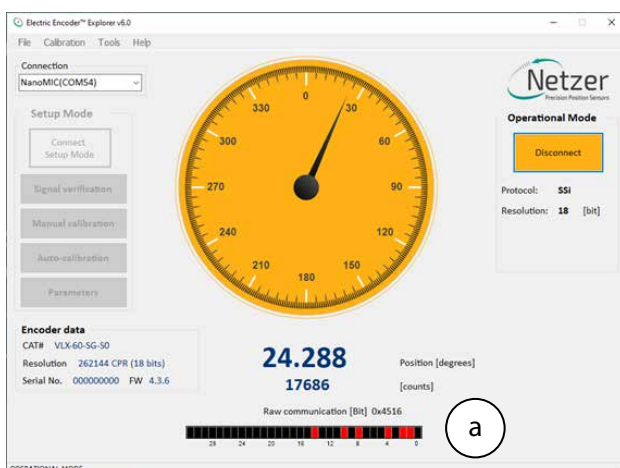 Electric Encoder™ Explorer v6.0
File Calibration Tools Help
Connection
NanoMIC(COM54)
Netzer
Precision Position Sensors
Setup Mode
Connect
Setup Mode
Signal verification
Manual calibration
Auto-calibration
Parameters
0
30
60
90
120
150
180
210
240
270
300
330
Operational Mode
Disconnect
Protocol: SSi
Resolution: 18 [bit]
Encoder data
CAT# VLX-60-SG-S0
Resolution 262144 CPR (18 bits)
Serial No. 000000000 FW 4.3.6
24.288 Position [degrees]
17686 [counts]
Raw communication [Bit] 0x4516
28 24 20 16 12 8 4 0
a
OPERATIONAL MODE